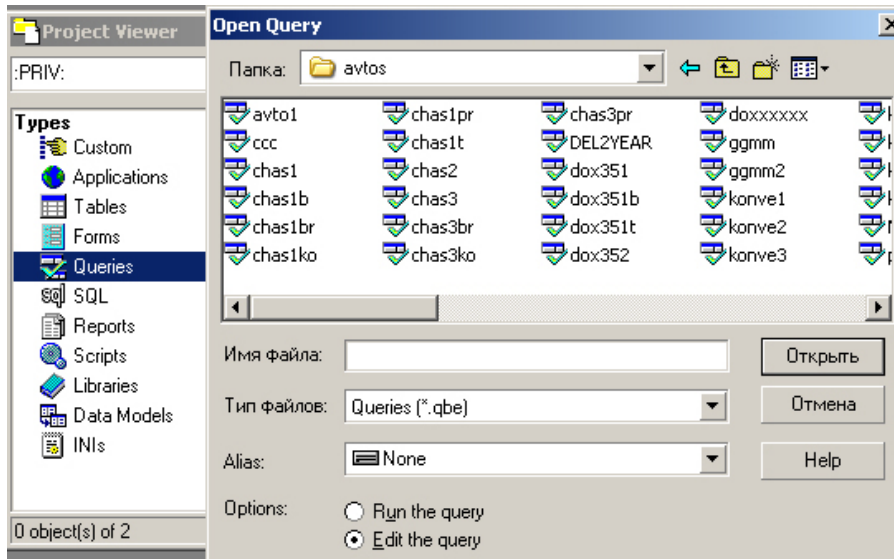 Project Viewer
:PRIV:
Types
Custom
Applications
Tables
Forms
Queries
SQL
Reports
Scripts
Libraries
Data Models
INIs
0 object(s) of 2
Open Query
Папка: avtos
avto1 chas1pr chas3pr doxxxxxx
ccc chas1t DEL2YEAR ggmm
chas1 chas2 dox351 ggmm2
chas1b chas3 dox351b konve1
chas1br chas3br dox351t konve2
chas1ko chas3ko dox352 konve3
Имя файла: Открыть
Тип файлов: Queries (*.qbe) Отмена
Alias: None Help
Options: Run the query
Edit the query